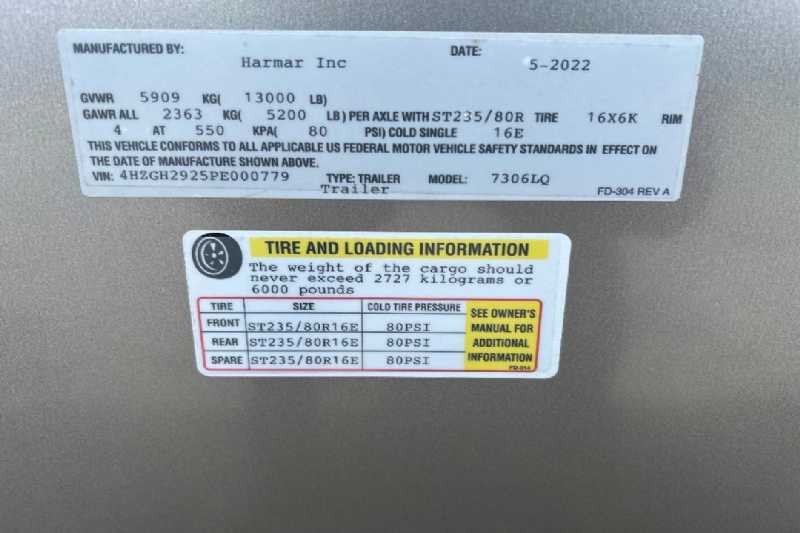 MANUFACTURED BY: Harmar Inc DATE: 5-2022
GVWR 5909 KG( 13000 LB)
GAWR ALL 2363 KG( 5200 LB) PER AXLE WITH ST235/80R TIRE 16X6K RIM
4 AT 550 KPA( 80 PSI) COLD SINGLE 16E
THIS VEHICLE CONFORMS TO ALL APPLICABLE US FEDERAL MOTOR VEHICLE SAFETY STANDARDS IN EFFECT ON
THE DATE OF MANUFACTURE SHOWN ABOVE.
VIN: 4HZGH2925PE000779 TYPE: TRAILER MODEL: 7306LQ
Trailer FD-304 REV A
TIRE AND LOADING INFORMATION
The weight of the cargo should
never exceed 2727 kilograms or
6000 pounds
TIRE SIZE COLD TIRE PRESSURE
FRONT ST235/80R16E 80PSI
REAR ST235/80R16E 80PSI
SPARE ST235/80R16E 80PSI
SEE OWNER'S
MANUAL FOR
ADDITIONAL
INFORMATION
FD-314